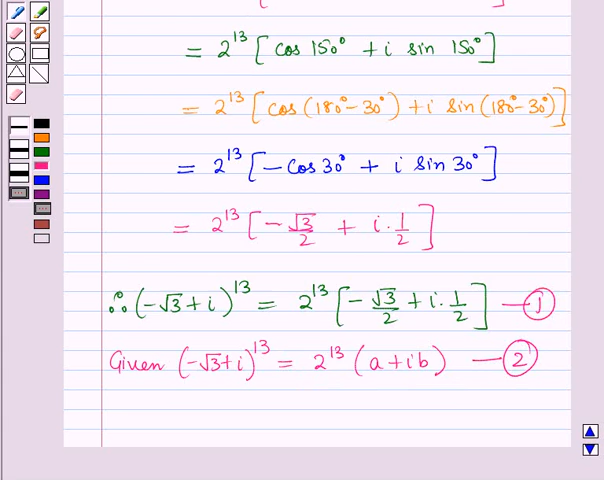 = 2^13 [cos 150° + i sin 150°]
= 2^13 [cos (180° - 30°) + i sin (180° - 30°)]
= 2^13 [- cos 30° + i sin 30°]
= 2^13 [- √3/2 + i . 1/2]
∴ (-√3 + i)^13 = 2^13 [- √3/2 + i . 1/2] — ①
Given (-√3 + i)^13 = 2^13 (a + ib) — ②